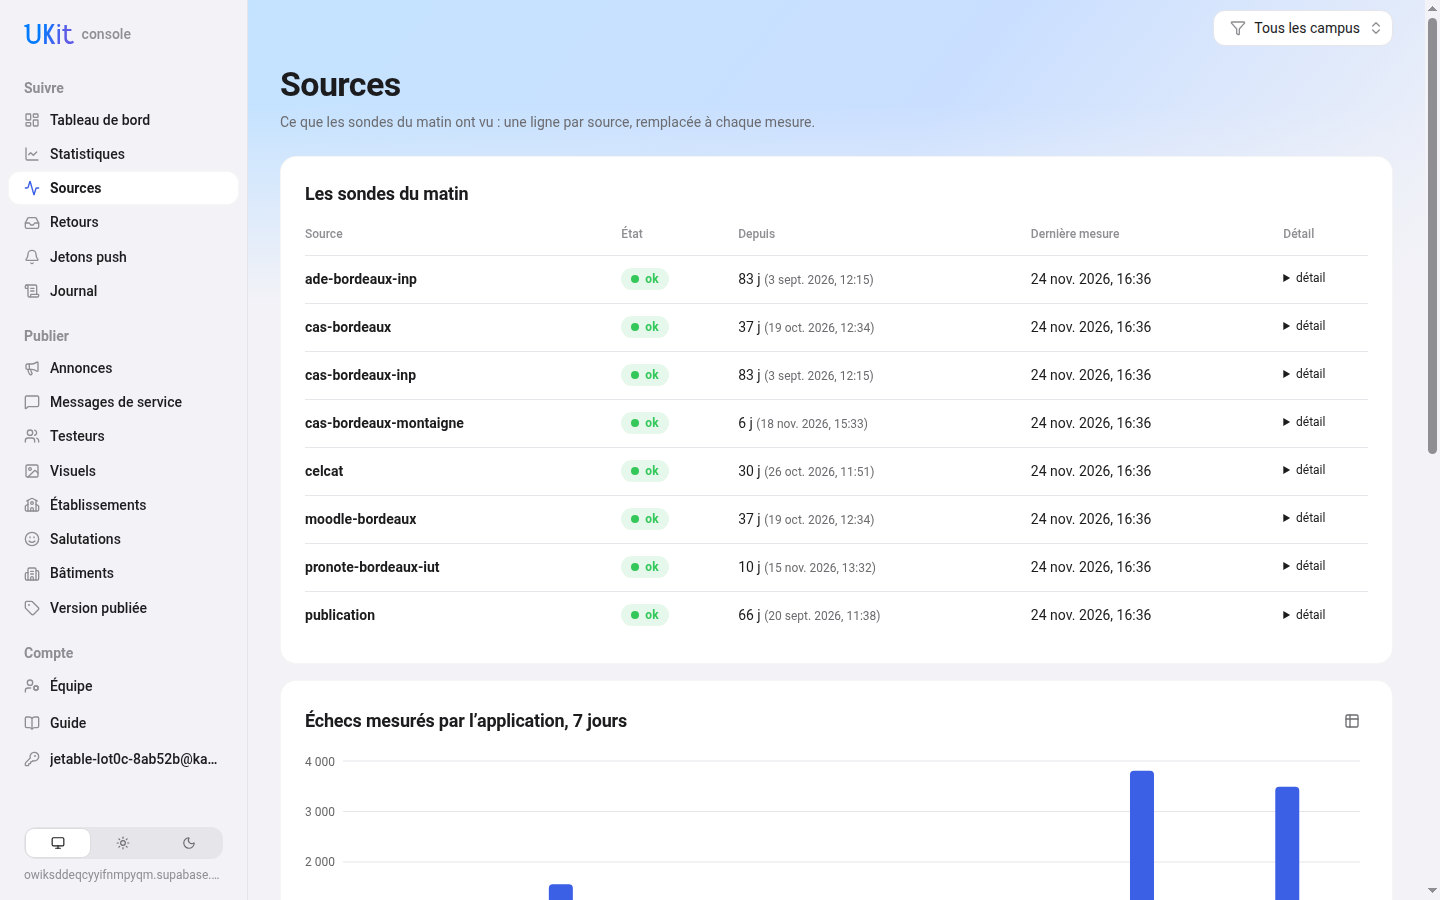 UKit console
Tous les campus
Suivre
Tableau de bord
Statistiques
Sources
Retours
Jetons push
Journal
Publier
Annonces
Messages de service
Testeurs
Visuels
Établissements
Salutations
Bâtiments
Version publiée
Compte
Équipe
Guide
jetable-lot0c-8ab52b@ka...
owiksddeqcyyifnmpyqm.supabase....
Sources
Ce que les sondes du matin ont vu : une ligne par source, remplacée à chaque mesure.
Les sondes du matin
Source État Depuis Dernière mesure Détail
ade-bordeaux-inp ok 83 j (3 sept. 2026, 12:15) 24 nov. 2026, 16:36 détail
cas-bordeaux ok 37 j (19 oct. 2026, 12:34) 24 nov. 2026, 16:36 détail
cas-bordeaux-inp ok 83 j (3 sept. 2026, 12:15) 24 nov. 2026, 16:36 détail
cas-bordeaux-montaigne ok 6 j (18 nov. 2026, 15:33) 24 nov. 2026, 16:36 détail
celcat ok 30 j (26 oct. 2026, 11:51) 24 nov. 2026, 16:36 détail
moodle-bordeaux ok 37 j (19 oct. 2026, 12:34) 24 nov. 2026, 16:36 détail
pronote-bordeaux-iut ok 10 j (15 nov. 2026, 13:32) 24 nov. 2026, 16:36 détail
publication ok 66 j (20 sept. 2026, 11:38) 24 nov. 2026, 16:36 détail
Échecs mesurés par l’application, 7 jours
4 000
3 000
2 000